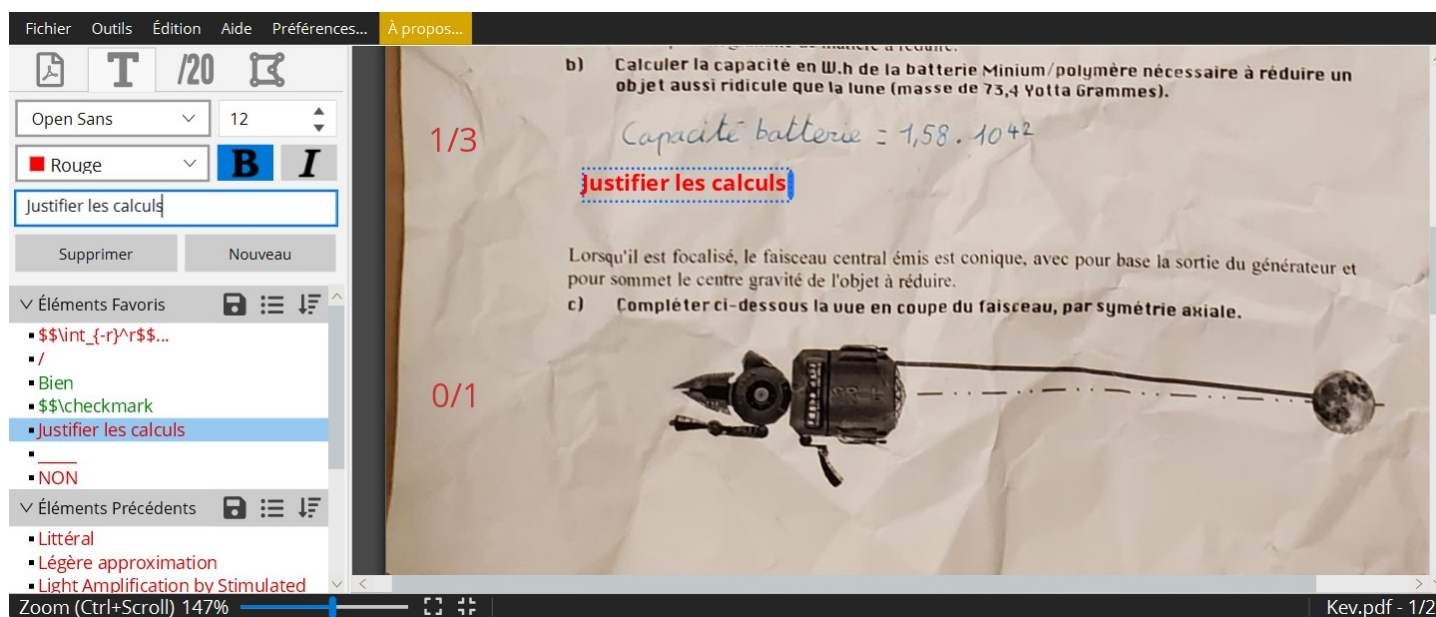 Fichier Outils Édition Aide Préférences... À propos...
/20
Open Sans 12
Rouge B I
Justifier les calculs
Supprimer Nouveau
Éléments Favoris
$$\int_{-r}^r$$...
/
Bien
$$\checkmark
Justifier les calculs
_____
NON
Éléments Précédents
Littéral
Légère approximation
Light Amplification by Stimulated
Zoom (Ctrl+Scroll) 147%
de manière à réduire.
b) Calculer la capacité en W.h de la batterie Minium/polymère nécessaire à réduire un
objet aussi ridicule que la lune (masse de 73,4 Yotta Grammes).
1/3
Capacité batterie = 1,58.10⁴²
Justifier les calculs
Lorsqu'il est focalisé, le faisceau central émis est conique, avec pour base la sortie du générateur et
pour sommet le centre gravité de l'objet à réduire.
c) Compléter ci-dessous la vue en coupe du faisceau, par symétrie axiale.
0/1
Kev.pdf - 1/2